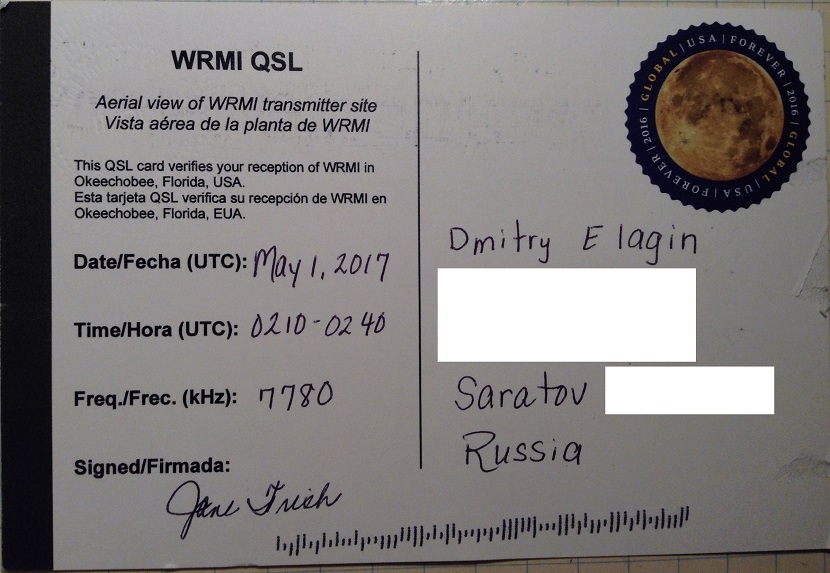 WRMI QSL
Aerial view of WRMI transmitter site
Vista aérea de la planta de WRMI
This QSL card verifies your reception of WRMI in
Okeechobee, Florida, USA.
Esta tarjeta QSL verifica su recepción de WRMI en
Okeechobee, Florida, EUA.
Date/Fecha (UTC): May 1, 2017
Time/Hora (UTC): 0210-0240
Freq./Frec. (kHz): 7780
Signed/Firmada:
GLOBAL | USA | FOREVER | 2016 | GLOBAL | USA | FOREVER | 2016 |
Dmitry Elagin
Saratov
Russia